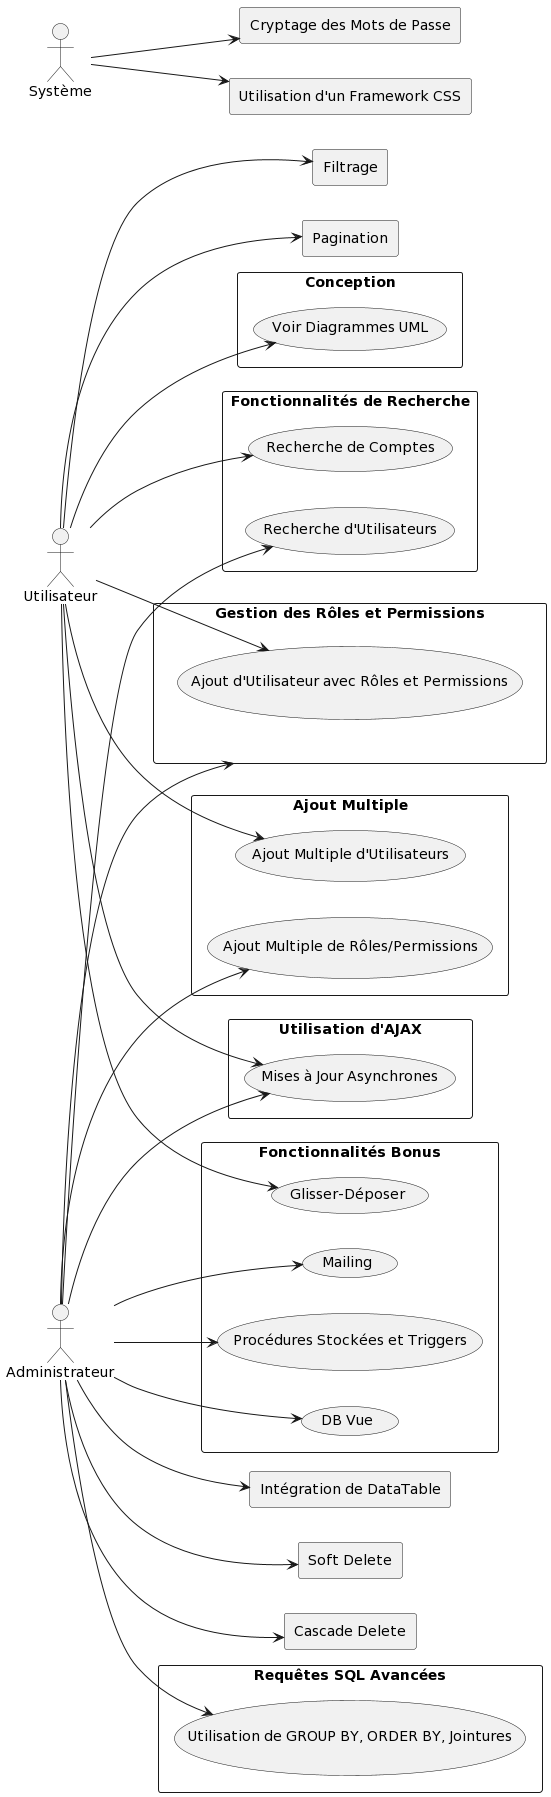 Cryptage des Mots de Passe
Système
Utilisation d'un Framework CSS
Filtrage
Pagination
Conception
Voir Diagrammes UML
Fonctionnalités de Recherche
Recherche de Comptes
Recherche d'Utilisateurs
Utilisateur
Gestion des Rôles et Permissions
Ajout d'Utilisateur avec Rôles et Permissions
Ajout Multiple
Ajout Multiple d'Utilisateurs
Ajout Multiple de Rôles/Permissions
Utilisation d'AJAX
Mises à Jour Asynchrones
Fonctionnalités Bonus
Glisser-Déposer
Mailing
Procédures Stockées et Triggers
Administrateur
DB Vue
Intégration de DataTable
Soft Delete
Cascade Delete
Requêtes SQL Avancées
Utilisation de GROUP BY, ORDER BY, Jointures